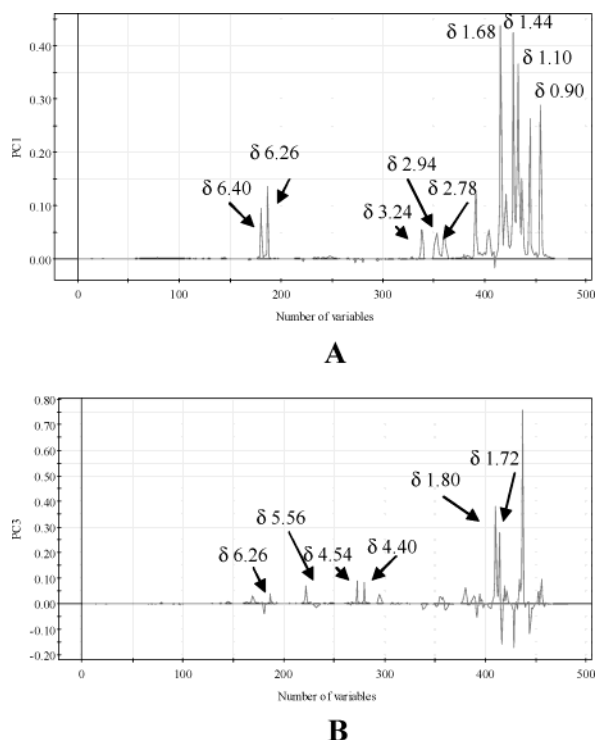 δ 1.44
δ 1.68
δ 1.10
δ 0.90
δ 6.26
δ 6.40
δ 2.94
δ 2.78
δ 3.24
0.40
0.30
0.20
0.10
0.00
PC1
0 100 200 300 400 500
Number of variables
A
0.80
0.70
0.60
0.50
0.40
0.30
0.20
0.10
0.00
-0.10
-0.20
PC3
δ 1.72
δ 1.80
δ 5.56
δ 6.26
δ 4.54
δ 4.40
0 100 200 300 400 500
Number of variables
B